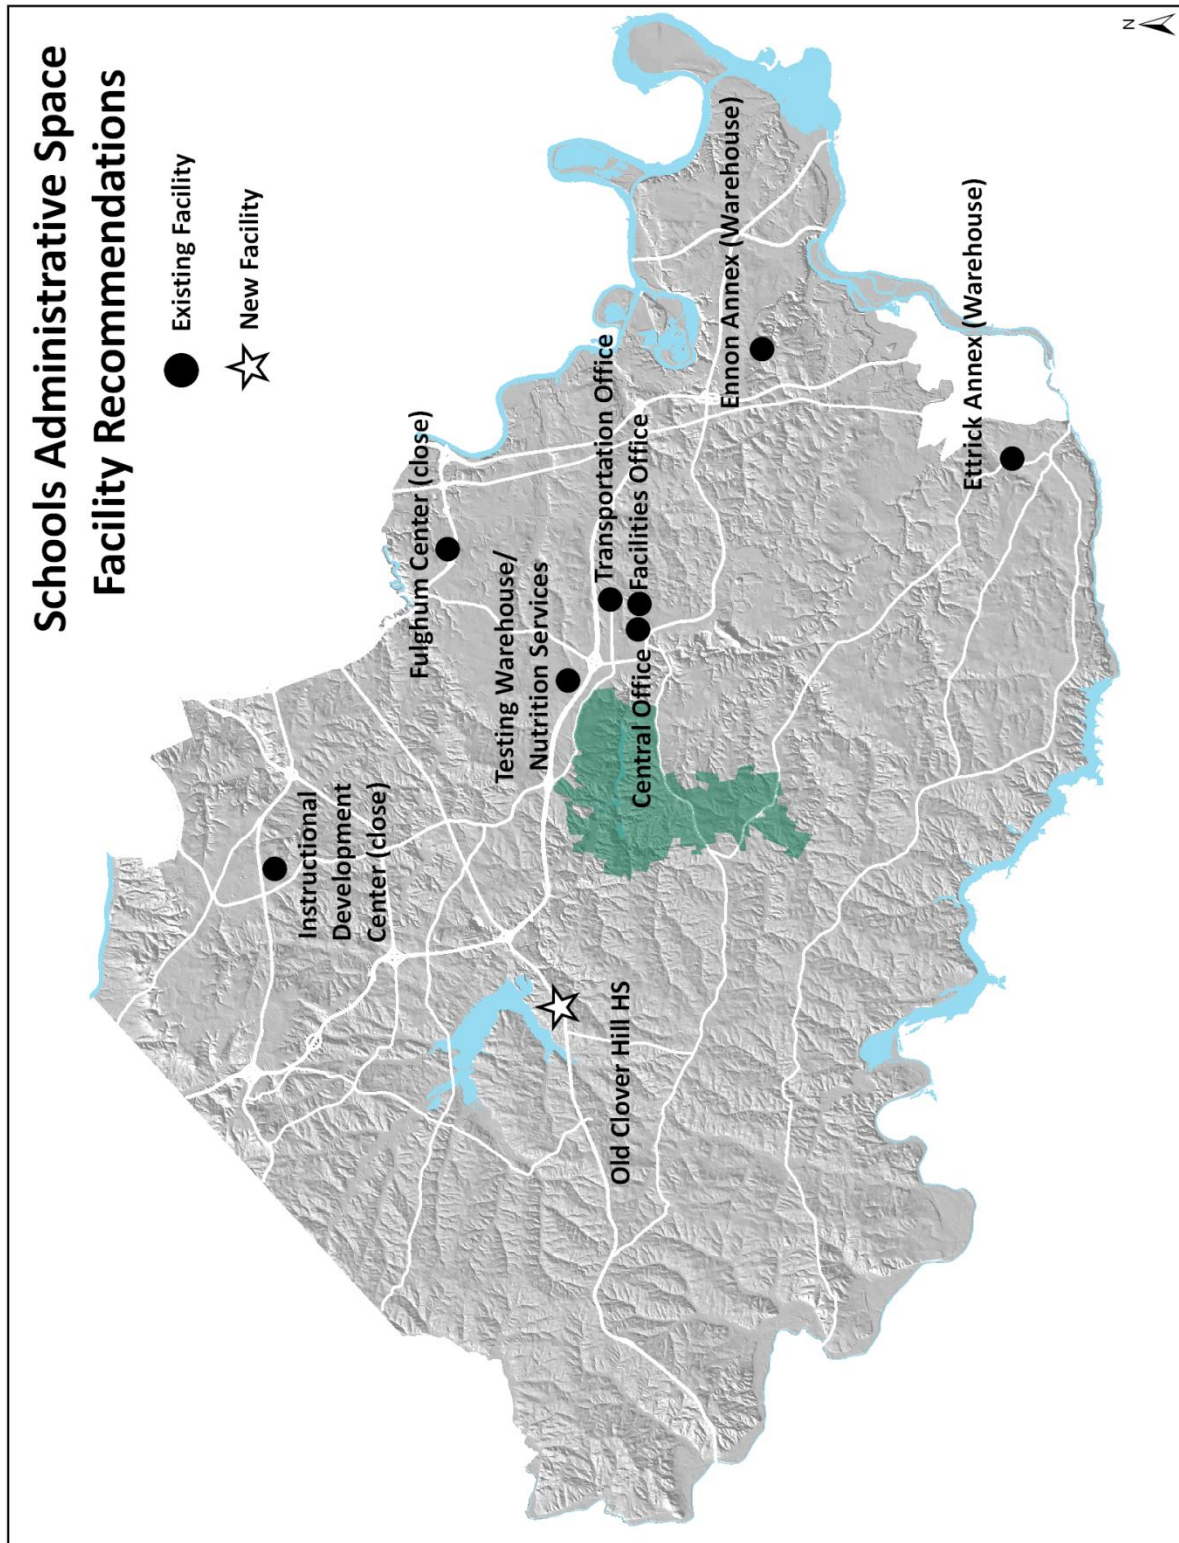 Schools Administrative Space
Facility Recommendations
Existing Facility
New Facility
Fulghum Center (close)
Instructional
Development
Center (close)
Testing Warehouse/
Nutrition Services
Transportation Office
Facilities Office
Central Office
Ennon Annex (Warehouse)
Old Clover Hill HS
Ettrick Annex (Warehouse)
N